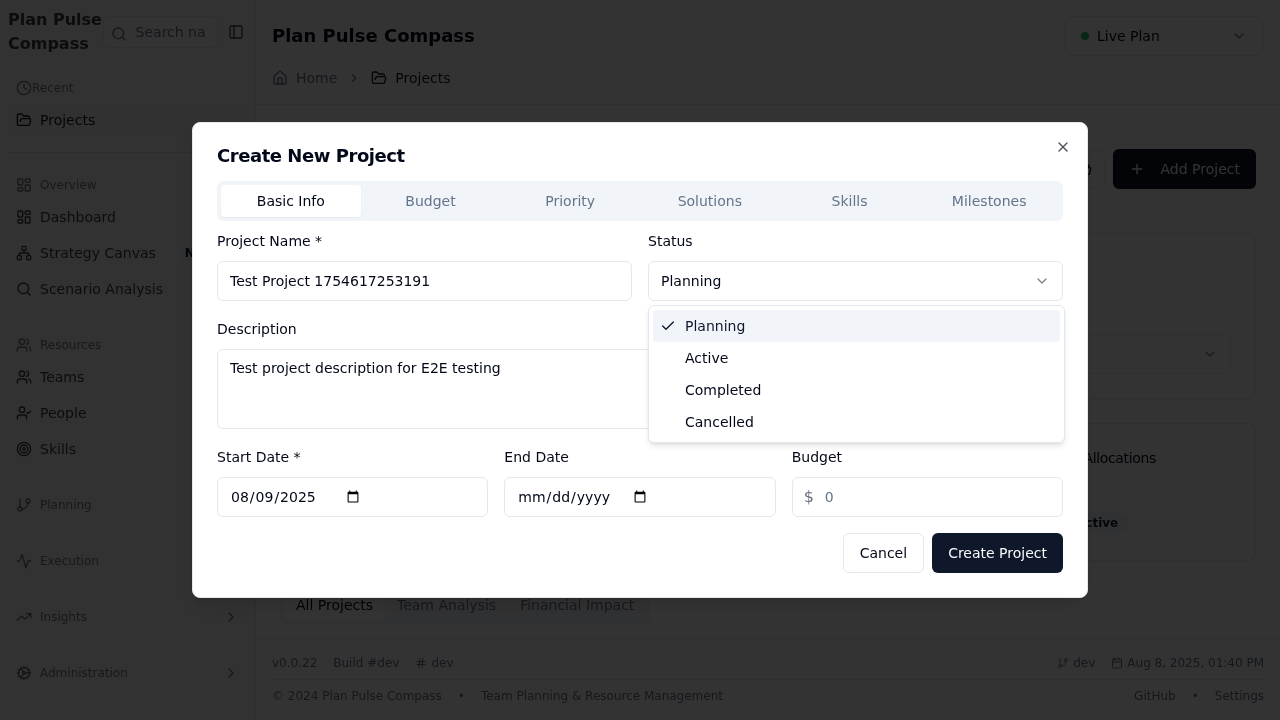 Plan Pulse
Compass
Search na
Recent
Projects
Overview
Dashboard
Strategy Canvas
N
Scenario Analysis
Resources
Teams
People
Skills
Planning
Execution
Insights
Administration
Plan Pulse Compass
Live Plan
Home
Projects
Add Project
Create New Project
Basic Info
Budget
Priority
Solutions
Skills
Milestones
Project Name *
Status
Test Project 1754617253191
Planning
Planning
Active
Completed
Cancelled
Description
Test project description for E2E testing
Start Date *
End Date
Budget
08/09/2025
mm/dd/yyyy
$ 0
Cancel
Create Project
Allocations
ctive
All Projects
Team Analysis
Financial Impact
v0.0.22
Build #dev
# dev
dev
Aug 8, 2025, 01:40 PM
© 2024 Plan Pulse Compass • Team Planning & Resource Management
GitHub • Settings